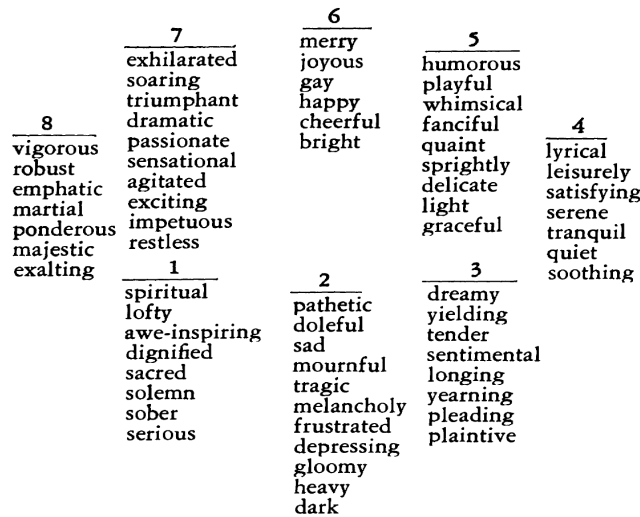 6
merry
joyous
gay
happy
cheerful
bright
7
exhilarated
soaring
triumphant
dramatic
passionate
sensational
agitated
exciting
impetuous
restless
5
humorous
playful
whimsical
fanciful
quaint
sprightly
delicate
light
graceful
8
vigorous
robust
emphatic
martial
ponderous
majestic
exalting
4
lyrical
leisurely
satisfying
serene
tranquil
quiet
soothing
1
spiritual
lofty
awe-inspiring
dignified
sacred
solemn
sober
serious
2
pathetic
doleful
sad
mournful
tragic
melancholy
frustrated
depressing
gloomy
heavy
dark
3
dreamy
yielding
tender
sentimental
longing
yearning
pleading
plaintive